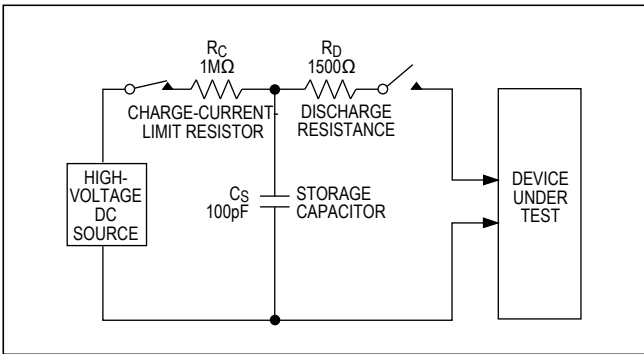 RC
1MΩ
CHARGE-CURRENT-
LIMIT RESISTOR
RD
1500Ω
DISCHARGE
RESISTANCE
HIGH-
VOLTAGE
DC
SOURCE
CS
100pF
STORAGE
CAPACITOR
DEVICE
UNDER
TEST